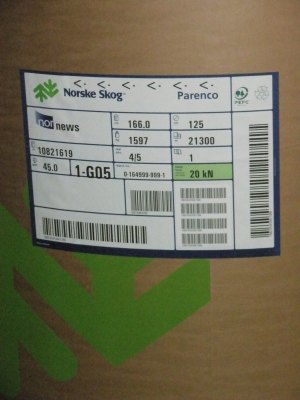 Norske Skog
Parenco
PEFC
nor news
166.0
125
1597
21300
10821619
4/5
1
45.0
1-G05
0-164999-999-1
20 kN